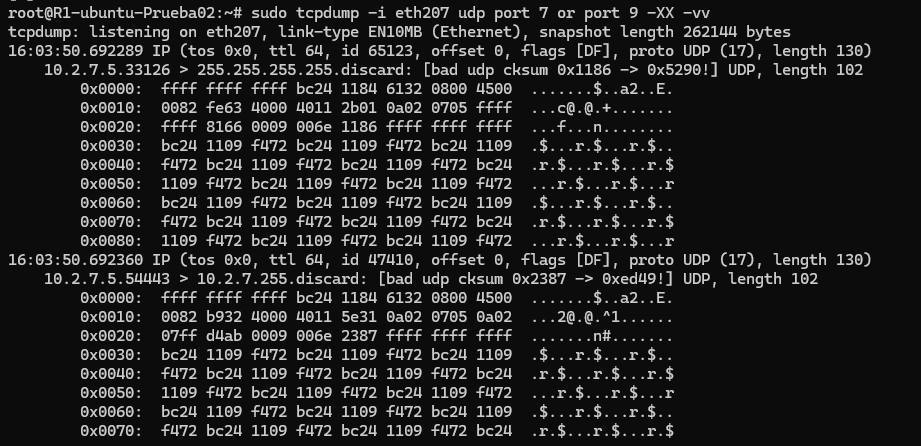 root@R1-ubuntu-Prueba02:~# sudo tcpdump -i eth207 udp port 7 or port 9 -XX -vv
tcpdump: listening on eth207, link-type EN10MB (Ethernet), snapshot length 262144 bytes
16:03:50.692289 IP (tos 0x0, ttl 64, id 65123, offset 0, flags [DF], proto UDP (17), length 130)
    10.2.7.5.33126 > 255.255.255.255.discard: [bad udp cksum 0x1186 -> 0x5290!] UDP, length 102
        0x0000:  ffff ffff ffff bc24 1184 6132 0800 4500  .......$..a2..E.
        0x0010:  0082 fe63 4000 4011 2b01 0a02 0705 ffff  ...c@.@.+.......
        0x0020:  ffff 8166 0009 006e 1186 ffff ffff ffff  ...f...n........
        0x0030:  bc24 1109 f472 bc24 1109 f472 bc24 1109  .$...r.$...r.$..
        0x0040:  f472 bc24 1109 f472 bc24 1109 f472 bc24  .r.$...r.$...r.$
        0x0050:  1109 f472 bc24 1109 f472 bc24 1109 f472  ...r.$...r.$...r
        0x0060:  bc24 1109 f472 bc24 1109 f472 bc24 1109  .$...r.$...r.$..
        0x0070:  f472 bc24 1109 f472 bc24 1109 f472 bc24  .r.$...r.$...r.$
        0x0080:  1109 f472 bc24 1109 f472 bc24 1109 f472  ...r.$...r.$...r
16:03:50.692360 IP (tos 0x0, ttl 64, id 47410, offset 0, flags [DF], proto UDP (17), length 130)
    10.2.7.5.54443 > 10.2.7.255.discard: [bad udp cksum 0x2387 -> 0xed49!] UDP, length 102
        0x0000:  ffff ffff ffff bc24 1184 6132 0800 4500  .......$..a2..E.
        0x0010:  0082 b932 4000 4011 5e31 0a02 0705 0a02  ...2@.@.^1......
        0x0020:  07ff d4ab 0009 006e 2387 ffff ffff ffff  .......n#.......
        0x0030:  bc24 1109 f472 bc24 1109 f472 bc24 1109  .$...r.$...r.$..
        0x0040:  f472 bc24 1109 f472 bc24 1109 f472 bc24  .r.$...r.$...r.$
        0x0050:  1109 f472 bc24 1109 f472 bc24 1109 f472  ...r.$...r.$...r
        0x0060:  bc24 1109 f472 bc24 1109 f472 bc24 1109  .$...r.$...r.$..
        0x0070:  f472 bc24 1109 f472 bc24 1109 f472 bc24  .r.$...r.$...r.$